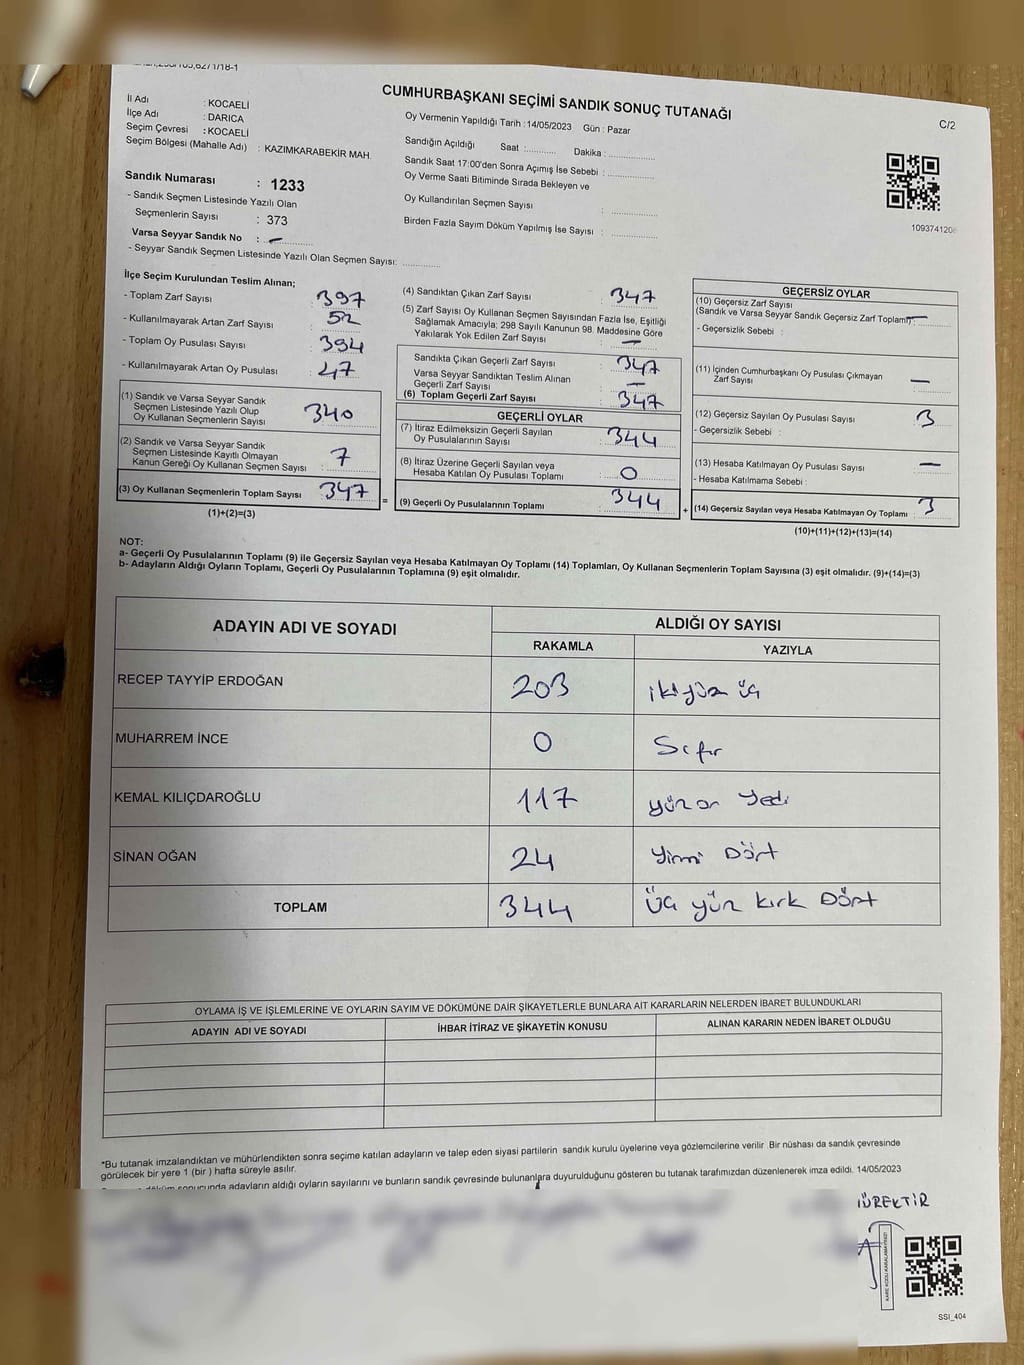 CUMHURBAŞKANI SEÇİMİ SANDIK SONUÇ TUTANAĞI
C/2
İl Adı : KOCAELİ
İlçe Adı : DARICA
Seçim Çevresi : KOCAELİ
Seçim Bölgesi (Mahalle Adı) : KAZIMKARABEKİR MAH.
Sandık Numarası : 1233
- Sandık Seçmen Listesinde Yazılı Olan
Seçmenlerin Sayısı : 373
Varsa Seyyar Sandık No : —
- Seyyar Sandık Seçmen Listesinde Yazılı Olan Seçmen Sayısı:
Oy Vermenin Yapıldığı Tarih : 14/05/2023 Gün : Pazar
Sandığın Açıldığı Saat : Dakika :
Sandık Saat 17:00'den Sonra Açımış İse Sebebi :
Oy Verme Saati Bitiminde Sırada Bekleyen ve
Oy Kullandırılan Seçmen Sayısı :
Birden Fazla Sayım Döküm Yapılmış İse Sayısı :
İlçe Seçim Kurulundan Teslim Alınan;
- Toplam Zarf Sayısı : 397
- Kullanılmayarak Artan Zarf Sayısı : 52
- Toplam Oy Pusulası Sayısı : 394
- Kullanılmayarak Artan Oy Pusulası : 47
(1) Sandık ve Varsa Seyyar Sandık
Seçmen Listesinde Yazılı Olup
Oy Kullanan Seçmenlerin Sayısı 340
(2) Sandık ve Varsa Seyyar Sandık
Seçmen Listesinde Kayıtlı Olmayan
Kanun Gereği Oy Kullanan Seçmen Sayısı : 7
(3) Oy Kullanan Seçmenlerin Toplam Sayısı 347
(1)+(2)=(3)
(4) Sandıktan Çıkan Zarf Sayısı : 347
(5) Zarf Sayısı Oy Kullanan Seçmen Sayısından Fazla İse, Eşitliği
Sağlamak Amacıyla; 298 Sayılı Kanunun 98. Maddesine Göre
Yakılarak Yok Edilen Zarf Sayısı : —
Sandıkta Çıkan Geçerli Zarf Sayısı : 347
Varsa Seyyar Sandıktan Teslim Alınan
Geçerli Zarf Sayısı : —
(6) Toplam Geçerli Zarf Sayısı : 347
GEÇERLİ OYLAR
(7) İtiraz Edilmeksizin Geçerli Sayılan
Oy Pusulalarının Sayısı : 344
(8) İtiraz Üzerine Geçerli Sayılan veya
Hesaba Katılan Oy Pusulası Toplamı : 0
=
(9) Geçerli Oy Pusulalarının Toplamı : 344
+
GEÇERSİZ OYLAR
(10) Geçersiz Zarf Sayısı
(Sandık ve Varsa Seyyar Sandık Geçersiz Zarf Toplamı) : —
- Geçersizlik Sebebi :
(11) İçinden Cumhurbaşkanı Oy Pusulası Çıkmayan
Zarf Sayısı —
(12) Geçersiz Sayılan Oy Pusulası Sayısı : 3
- Geçersizlik Sebebi :
(13) Hesaba Katılmayan Oy Pusulası Sayısı : —
- Hesaba Katılmama Sebebi :
(14) Geçersiz Sayılan veya Hesaba Katılmayan Oy Toplamı : 3
(10)+(11)+(12)+(13)=(14)
NOT:
a- Geçerli Oy Pusulalarının Toplamı (9) ile Geçersiz Sayılan veya Hesaba Katılmayan Oy Toplamı (14) Toplamları, Oy Kullanan Seçmenlerin Toplam Sayısına (3) eşit olmalıdır. (9)+(14)=(3)
b- Adayların Aldığı Oyların Toplamı, Geçerli Oy Pusulalarının Toplamına (9) eşit olmalıdır.
ADAYIN ADI VE SOYADI ALDIĞI OY SAYISI
RAKAMLA YAZIYLA
RECEP TAYYİP ERDOĞAN 203 ikiyüz üç
MUHARREM İNCE 0 Sıfır
KEMAL KILIÇDAROĞLU 117 yüz on yedi
SİNAN OĞAN 24 Yirmi Dört
TOPLAM 344 Üç yüz kırk Dört
OYLAMA İŞ VE İŞLEMLERİNE VE OYLARIN SAYIM VE DÖKÜMÜNE DAİR ŞİKAYETLERLE BUNLARA AİT KARARLARIN NELERDEN İBARET BULUNDUKLARI
ADAYIN ADI VE SOYADI İHBAR İTİRAZ VE ŞİKAYETİN KONUSU ALINAN KARARIN NEDEN İBARET OLDUĞU
*Bu tutanak imzalandıktan ve mühürlendikten sonra seçime katılan adayların ve talep eden siyasi partilerin sandık kurulu üyelerine veya gözlemcilerine verilir. Bir nüshası da sandık çevresinde
görülecek bir yere 1 (bir ) hafta süreyle asılır.
adayların aldığı oyların sayılarını ve bunların sandık çevresinde bulunanlara duyurulduğunu gösteren bu tutanak tarafımızdan düzenlenerek imza edildi. 14/05/2023
SSI_404